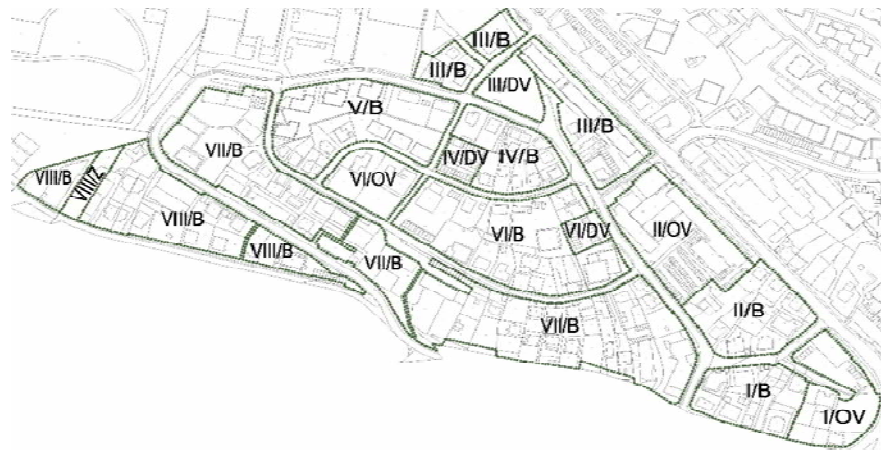 III/B
III/B
III/DV
V/B
III/B
VII/B
IV/DV
IV/B
VIII/B
VIII/Z
VI/OV
VIII/B
VI/B
VI/DV
II/OV
VIII/B
VII/B
II/B
VII/B
I/B
I/OV